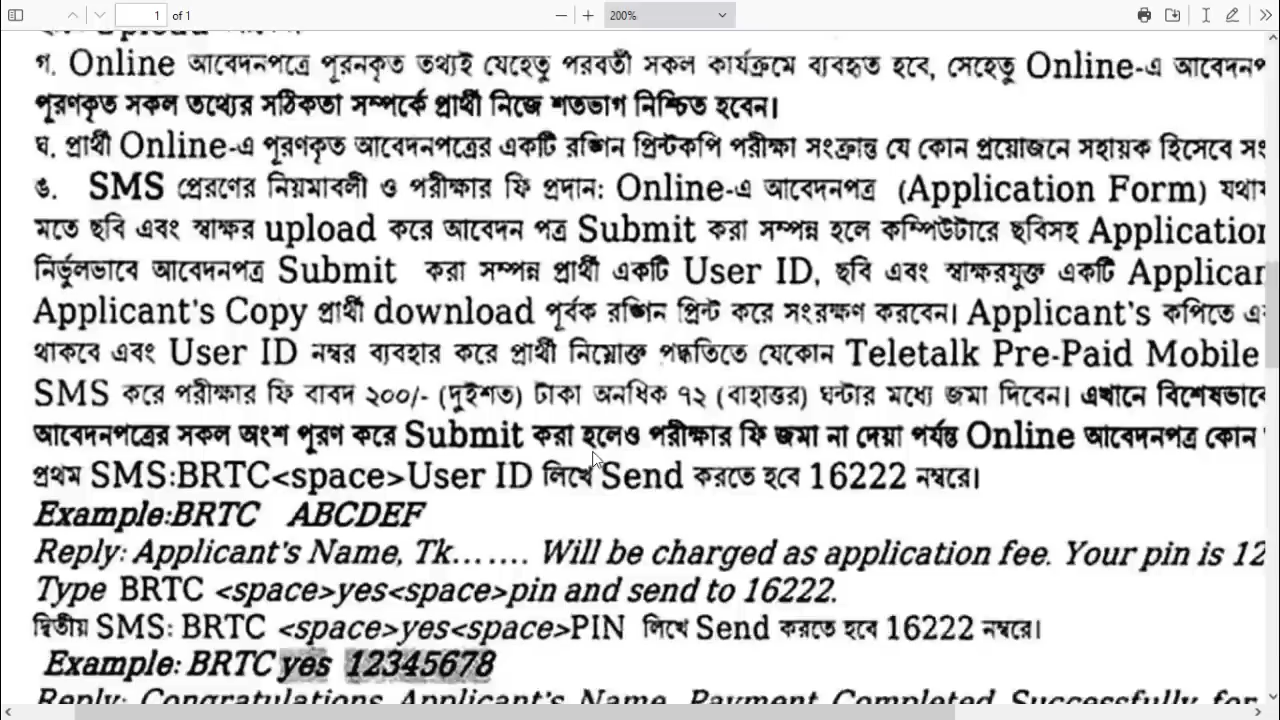 1 of 1
200%
গ. Online আবেদনপত্রে পূরনকৃত তথ্যই যেহেতু পরবর্তী সকল কার্যক্রমে ব্যবহৃত হবে, সেহেতু Online-এ আবেদনপ
পূরণকৃত সকল তথ্যের সঠিকতা সম্পর্কে প্রার্থী নিজে শতভাগ নিশ্চিত হবেন।
ঘ. প্রার্থী Online-এ পূরণকৃত আবেদনপত্রের একটি রঙ্গিন প্রিন্টকপি পরীক্ষা সংক্রান্ত যে কোন প্রয়োজনে সহায়ক হিসেবে সং
ঙ. SMS প্রেরণের নিয়মাবলী ও পরীক্ষার ফি প্রদান: Online-এ আবেদনপত্র (Application Form) যথায
মতে ছবি এবং স্বাক্ষর upload করে আবেদন পত্র Submit করা সম্পন্ন হলে কম্পিউটারে ছবিসহ Application
নির্ভুলভাবে আবেদনপত্র Submit করা সম্পন্ন প্রার্থী একটি User ID, ছবি এবং স্বাক্ষরযুক্ত একটি Applican
Applicant's Copy প্রার্থী download পূর্বক রঙ্গিন প্রিন্ট করে সংরক্ষণ করবেন। Applicant's কপিতে এ
থাকবে এবং User ID নম্বর ব্যবহার করে প্রার্থী নিম্নোক্ত পদ্ধতিতে যেকোন Teletalk Pre-Paid Mobile
SMS করে পরীক্ষার ফি বাবদ ২০০/- (দুইশত) টাকা অনধিক ৭২ (বাহাত্তর) ঘন্টার মধ্যে জমা দিবেন। এখানে বিশেষভাবে
আবেদনপত্রের সকল অংশ পূরণ করে Submit করা হলেও পরীক্ষার ফি জমা না দেয়া পর্যন্ত Online আবেদনপত্র কোন
প্রথম SMS:BRTC<space>User ID লিখে Send করতে হবে 16222 নম্বরে।
Example:BRTC ABCDEF
Reply: Applicant's Name, Tk....... Will be charged as application fee. Your pin is 12
Type BRTC <space>yes<space>pin and send to 16222.
দ্বিতীয় SMS: BRTC <space>yes<space>PIN লিখে Send করতে হবে 16222 নম্বরে।
Example: BRTC yes 12345678
Reply: Congratulations Applicant's Name, Payment Completed Successfully for